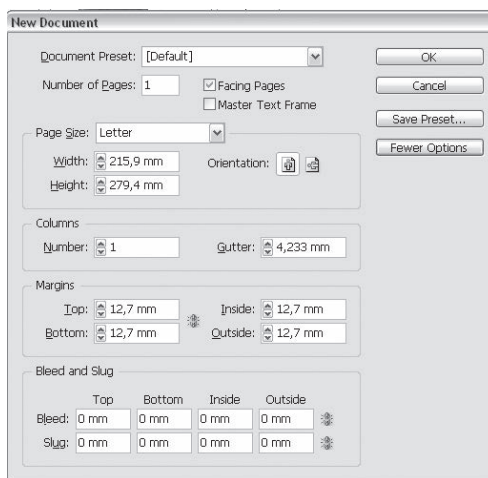 New Document
Document Preset: [Default]
OK
Number of Pages: 1
Facing Pages
Cancel
Master Text Frame
Save Preset...
Page Size: Letter
Fewer Options
Width: 215,9 mm
Orientation:
Height: 279,4 mm
Columns
Number: 1
Gutter: 4,233 mm
Margins
Top: 12,7 mm
Inside: 12,7 mm
Bottom: 12,7 mm
Outside: 12,7 mm
Bleed and Slug
Top Bottom Inside Outside
Bleed: 0 mm 0 mm 0 mm 0 mm
Slug: 0 mm 0 mm 0 mm 0 mm